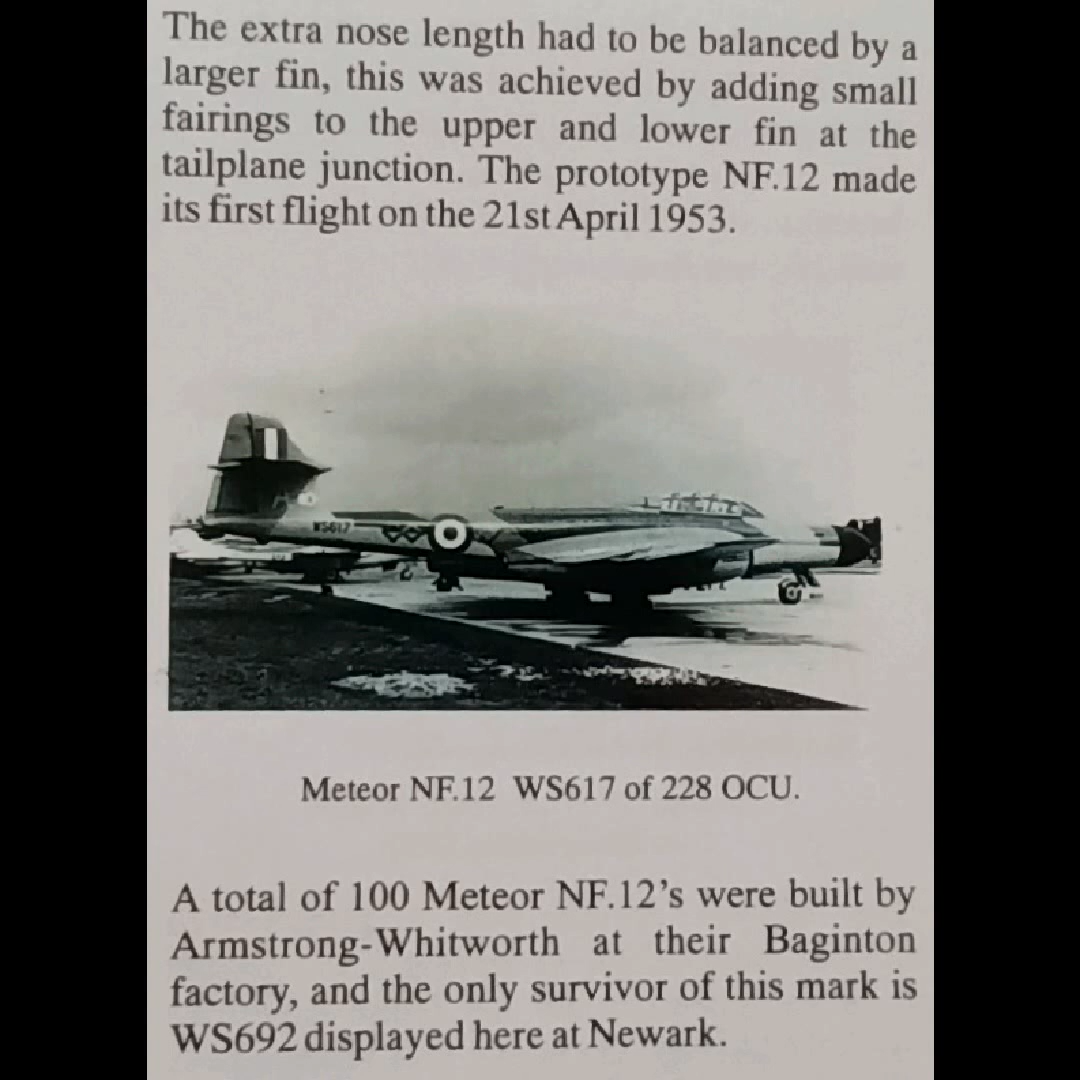 The extra nose length had to be balanced by a
larger fin, this was achieved by adding small
fairings to the upper and lower fin at the
tailplane junction. The prototype NF.12 made
its first flight on the 21st April 1953.
WS617
Meteor NF.12 WS617 of 228 OCU.
A total of 100 Meteor NF.12's were built by
Armstrong-Whitworth at their Baginton
factory, and the only survivor of this mark is
WS692 displayed here at Newark.